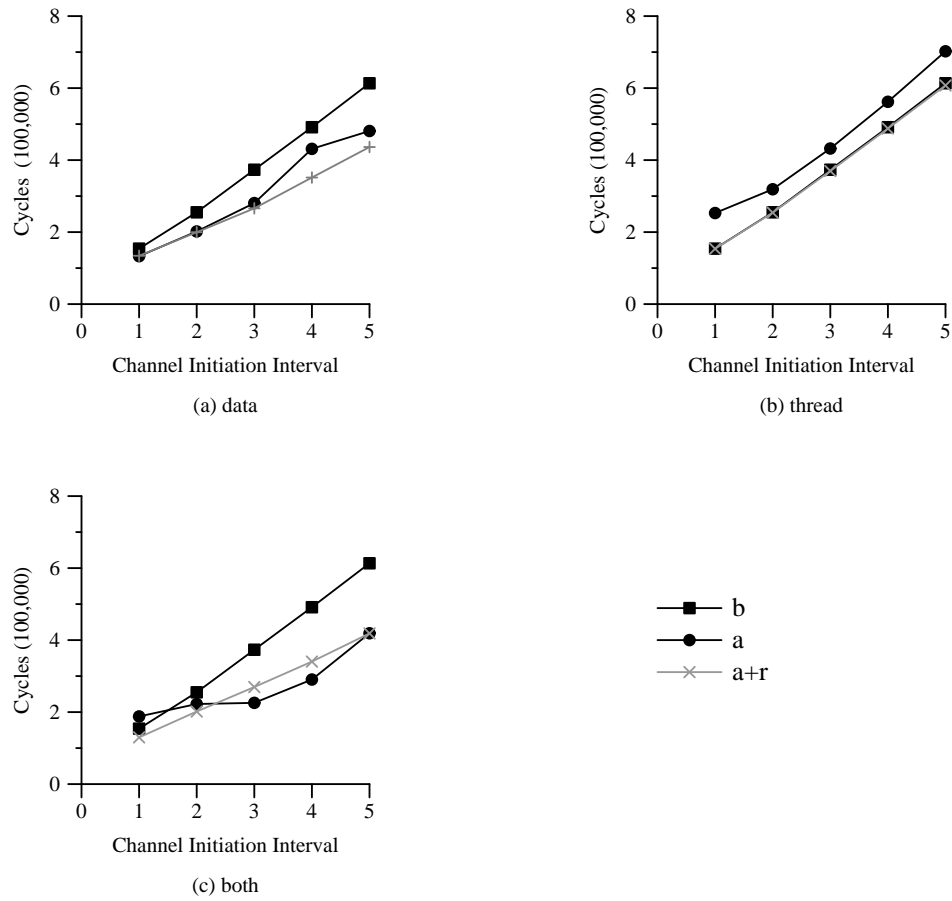 8
6
4
2
0
Cycles (100,000)
0 1 2 3 4 5
Channel Initiation Interval
(a) data
8
6
4
2
0
Cycles (100,000)
0 1 2 3 4 5
Channel Initiation Interval
(b) thread
8
6
4
2
0
Cycles (100,000)
0 1 2 3 4 5
Channel Initiation Interval
(c) both
b
a
a+r